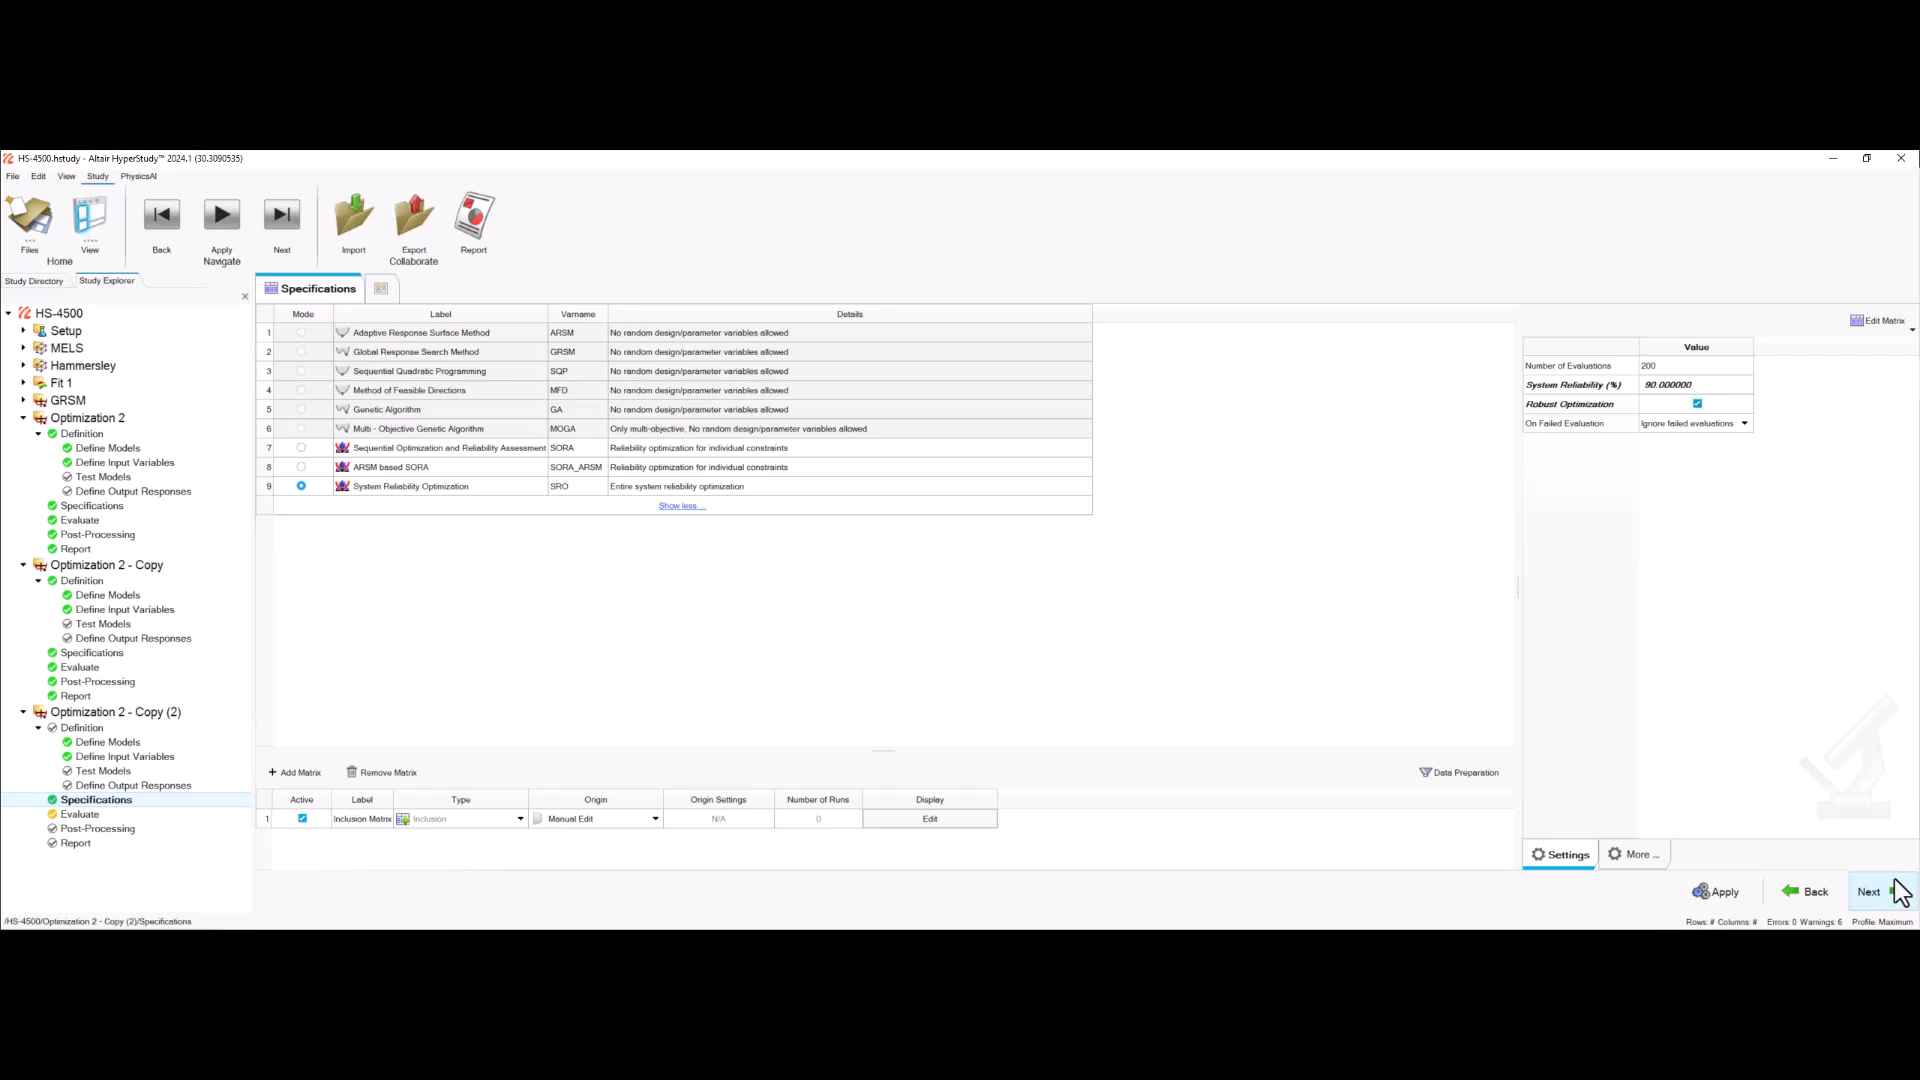 HS-4500.hstudy - Altair HyperStudy™ 2024.1 (30.3090535)
File Edit View Study PhysicsAI
Files View Back Apply Next Import Export Report
Home Navigate Collaborate
Study Directory Study Explorer
HS-4500
Setup
MELS
Hammersley
Fit 1
GRSM
Optimization 2
Definition
Define Models
Define Input Variables
Test Models
Define Output Responses
Specifications
Evaluate
Post-Processing
Report
Optimization 2 - Copy
Definition
Define Models
Define Input Variables
Test Models
Define Output Responses
Specifications
Evaluate
Post-Processing
Report
Optimization 2 - Copy (2)
Definition
Define Models
Define Input Variables
Test Models
Define Output Responses
Specifications
Evaluate
Post-Processing
Report
Specifications
Mode Label Varname Details
1 Adaptive Response Surface Method ARSM No random design/parameter variables allowed
2 Global Response Search Method GRSM No random design/parameter variables allowed
3 Sequential Quadratic Programming SQP No random design/parameter variables allowed
4 Method of Feasible Directions MFD No random design/parameter variables allowed
5 Genetic Algorithm GA No random design/parameter variables allowed
6 Multi - Objective Genetic Algorithm MOGA Only multi-objective, No random design/parameter variables allowed
7 Sequential Optimization and Reliability Assessment SORA Reliability optimization for individual constraints
8 ARSM based SORA SORA_ARSM Reliability optimization for individual constraints
9 System Reliability Optimization SRO Entire system reliability optimization
Show less ...
Edit Matrix
Value
Number of Evaluations 200
System Reliability (%) 90.000000
Robust Optimization
On Failed Evaluation Ignore failed evaluations
Add Matrix Remove Matrix Data Preparation
Active Label Type Origin Origin Settings Number of Runs Display
1 Inclusion Matrix Inclusion Manual Edit N/A 0 Edit
Settings More ...
Apply Back Next
/HS-4500/Optimization 2 - Copy (2)/Specifications
Rows: # Columns: # Errors: 0 Warnings: 6 Profile: Maximum